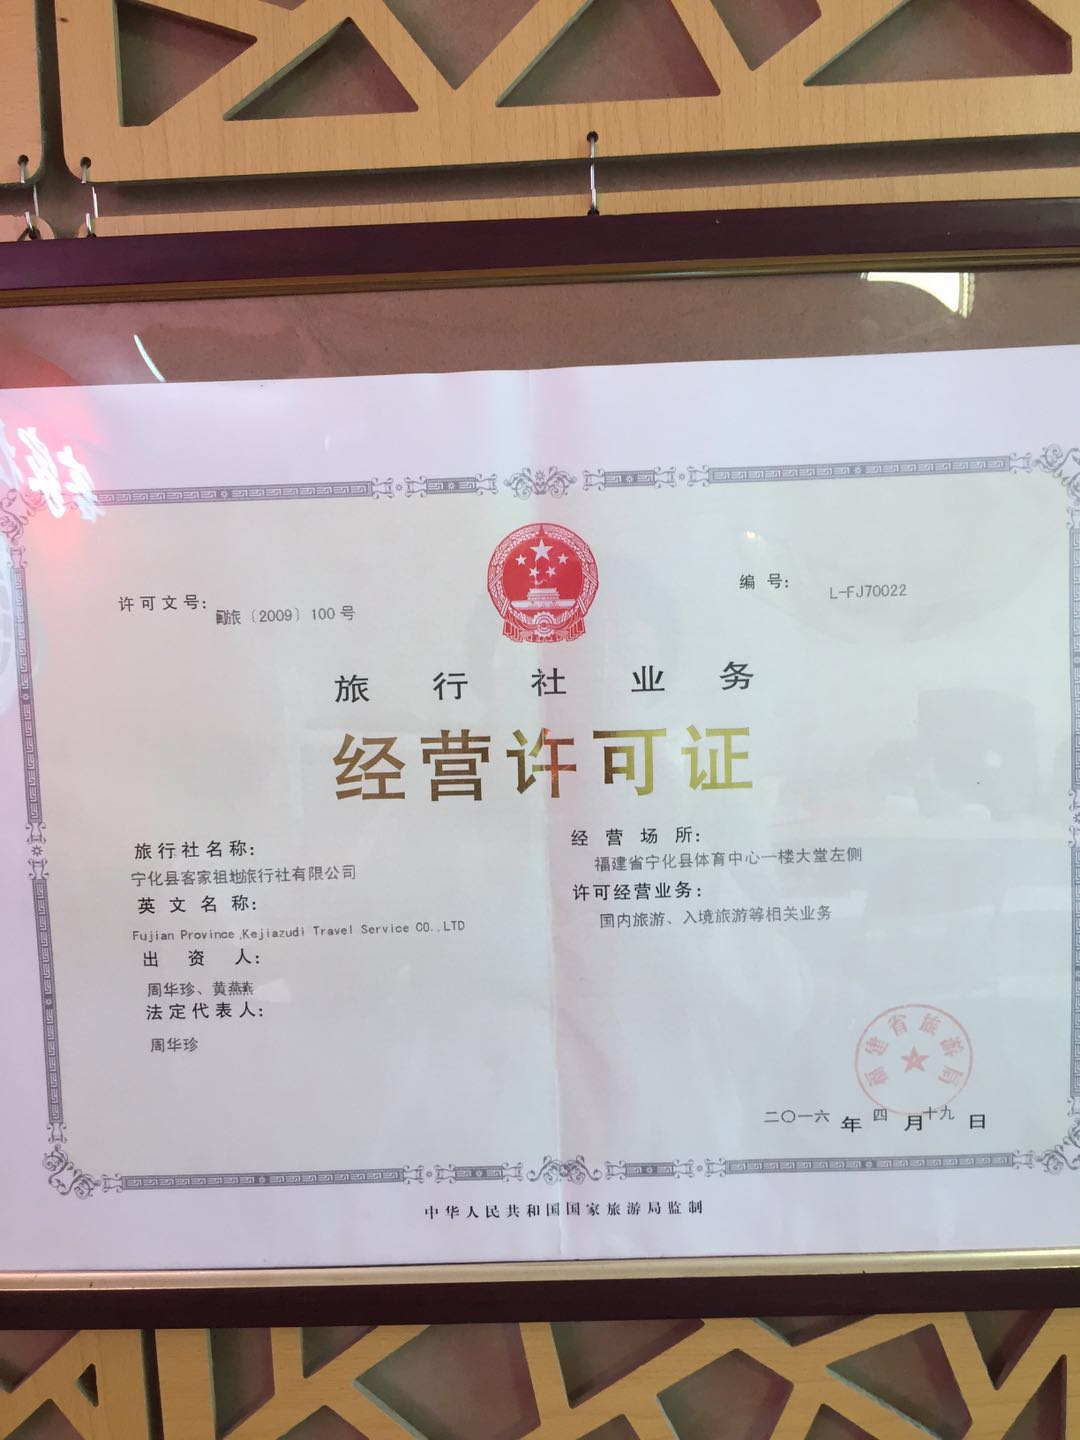 许可文号：
闽旅〔2009〕100号
编号：
L-FJ70022
旅行社业务
经营许可证
旅行社名称：
宁化县客家祖地旅行社有限公司
英文名称：
Fujian Province ,Kejiazudi Travel Service CO.,LTD
出资人：
周华珍、黄燕燕
法定代表人：
周华珍
经营场所：
福建省宁化县体育中心一楼大堂左侧
许可经营业务：
国内旅游、入境旅游等相关业务
福建省旅游局
二〇一六年四月十九日
中华人民共和国国家旅游局监制